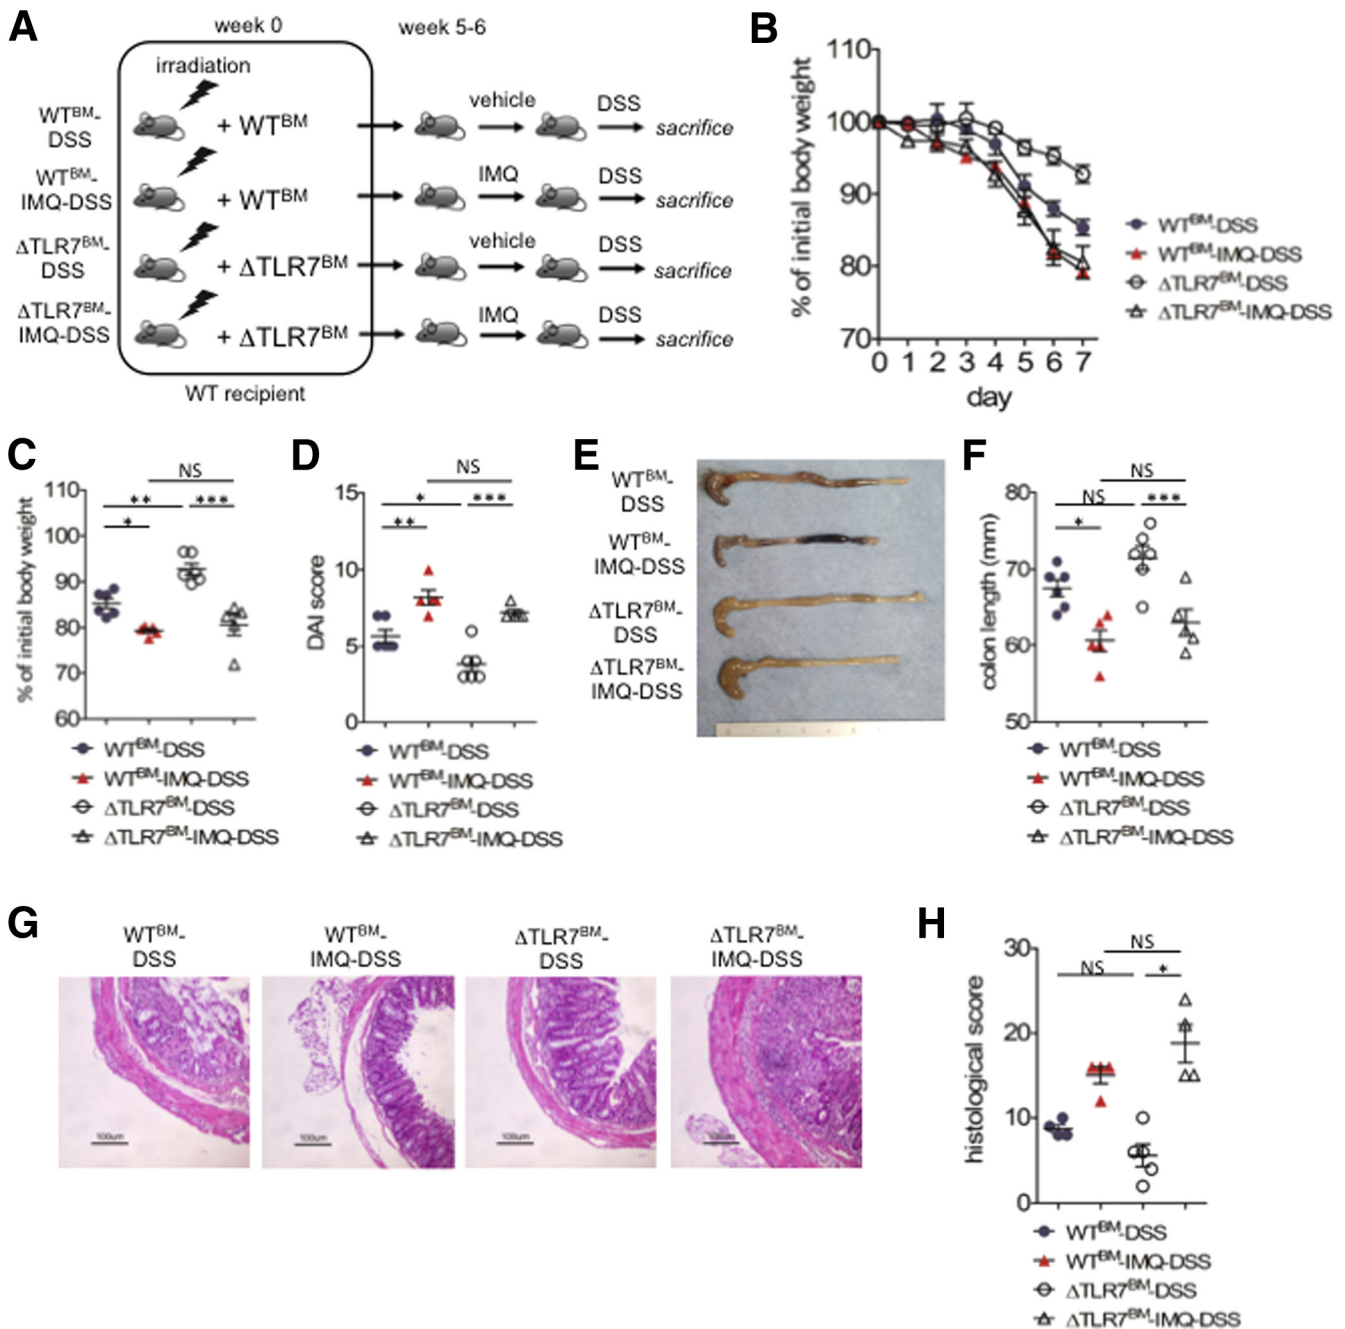 A
week 0
week 5-6
irradiation
WTBM-
DSS
+ WTBM
vehicle
DSS
sacrifice
WTBM-
IMQ-DSS
+ WTBM
IMQ
DSS
sacrifice
ΔTLR7BM-
DSS
+ ΔTLR7BM
vehicle
DSS
sacrifice
ΔTLR7BM-
IMQ-DSS
+ ΔTLR7BM
IMQ
DSS
sacrifice
WT recipient
B
% of initial body weight
110
100
90
80
70
0 1 2 3 4 5 6 7
day
WTBM-DSS
WTBM-IMQ-DSS
ΔTLR7BM-DSS
ΔTLR7BM-IMQ-DSS
C
% of initial body weight
110
100
90
80
70
60
NS
** ***
*
WTBM-DSS
WTBM-IMQ-DSS
ΔTLR7BM-DSS
ΔTLR7BM-IMQ-DSS
D
DAI score
15
10
5
0
NS
* ***
**
WTBM-DSS
WTBM-IMQ-DSS
ΔTLR7BM-DSS
ΔTLR7BM-IMQ-DSS
E
WTBM-
DSS
WTBM-
IMQ-DSS
ΔTLR7BM-
DSS
ΔTLR7BM-
IMQ-DSS
F
colon length (mm)
80
70
60
50
NS
NS ***
*
WTBM-DSS
WTBM-IMQ-DSS
ΔTLR7BM-DSS
ΔTLR7BM-IMQ-DSS
G
WTBM-
DSS
100um
WTBM-
IMQ-DSS
100um
ΔTLR7BM-
DSS
100um
ΔTLR7BM-
IMQ-DSS
100um
H
histological score
30
20
10
0
NS
NS *
WTBM-DSS
WTBM-IMQ-DSS
ΔTLR7BM-DSS
ΔTLR7BM-IMQ-DSS